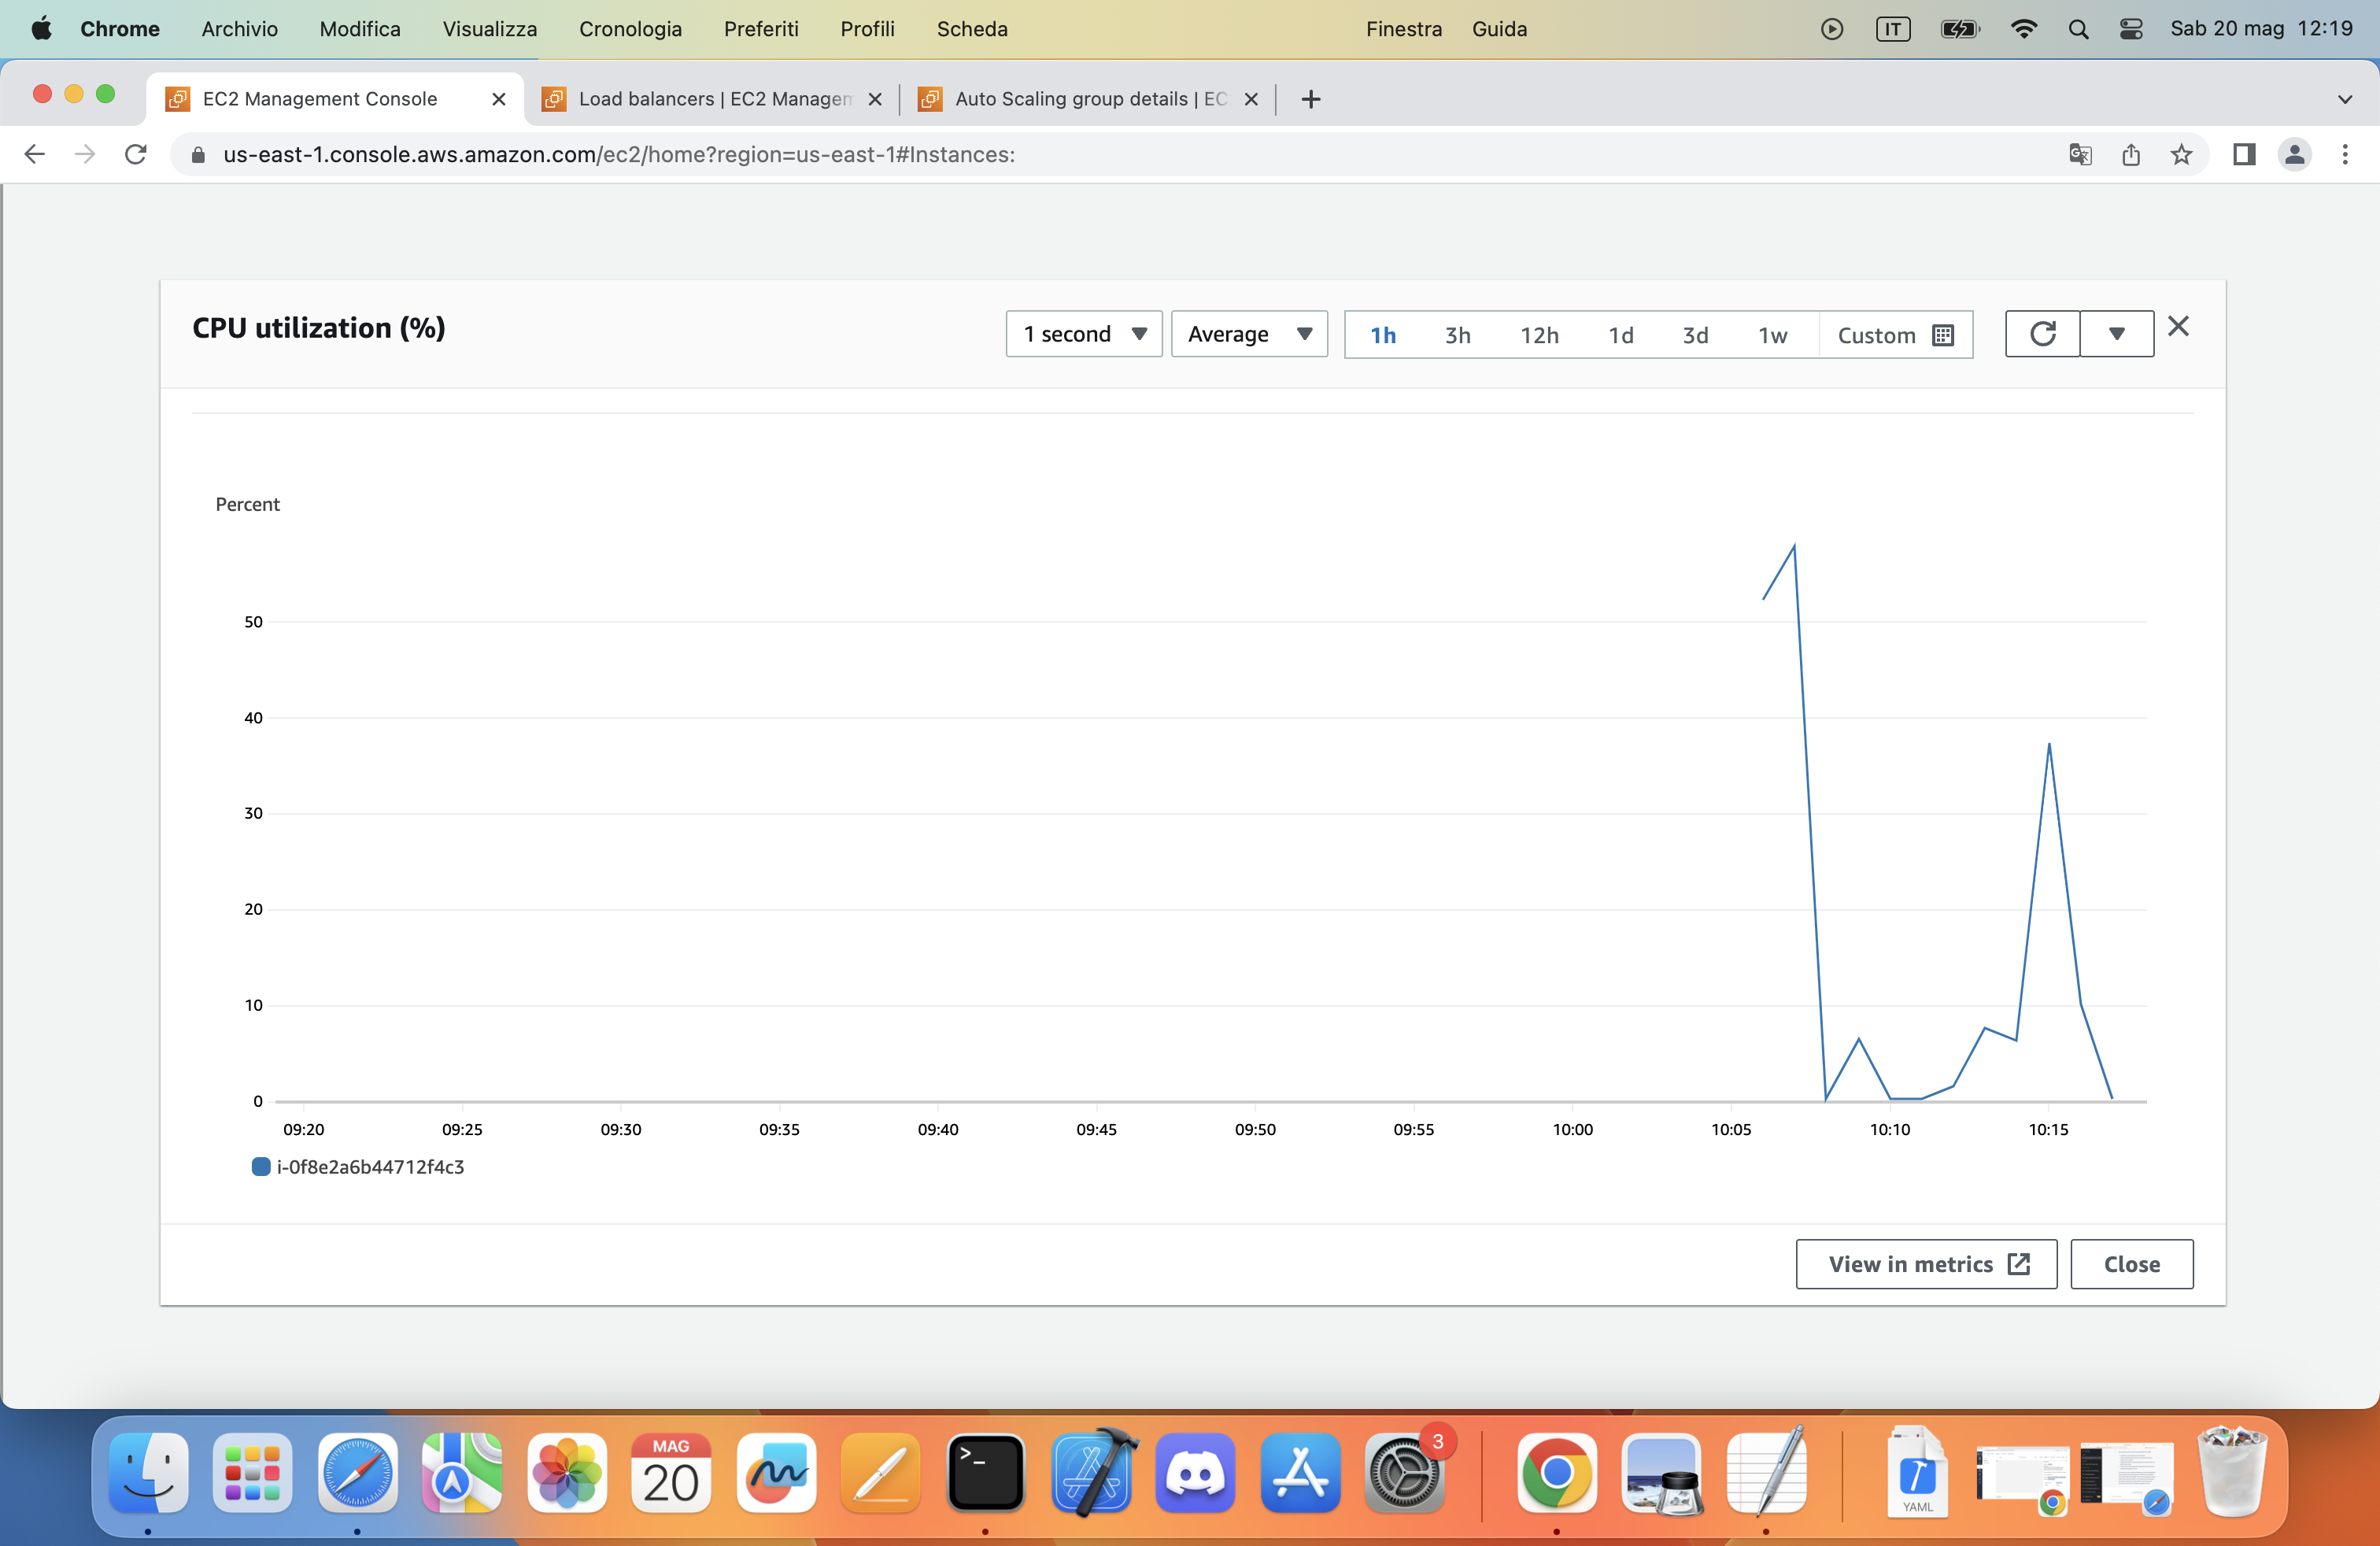 Chrome Archivio Modifica Visualizza Cronologia Preferiti Profili Scheda Finestra Guida IT Sab 20 mag 12:19
EC2 Management Console Load balancers | EC2 Managem Auto Scaling group details | EC
us-east-1.console.aws.amazon.com/ec2/home?region=us-east-1#Instances:
CPU utilization (%) 1 second Average 1h 3h 12h 1d 3d 1w Custom
Percent
50
40
30
20
10
0
09:20 09:25 09:30 09:35 09:40 09:45 09:50 09:55 10:00 10:05 10:10 10:15
i-0f8e2a6b44712f4c3
View in metrics Close
MAG
20
>_
3
YAML